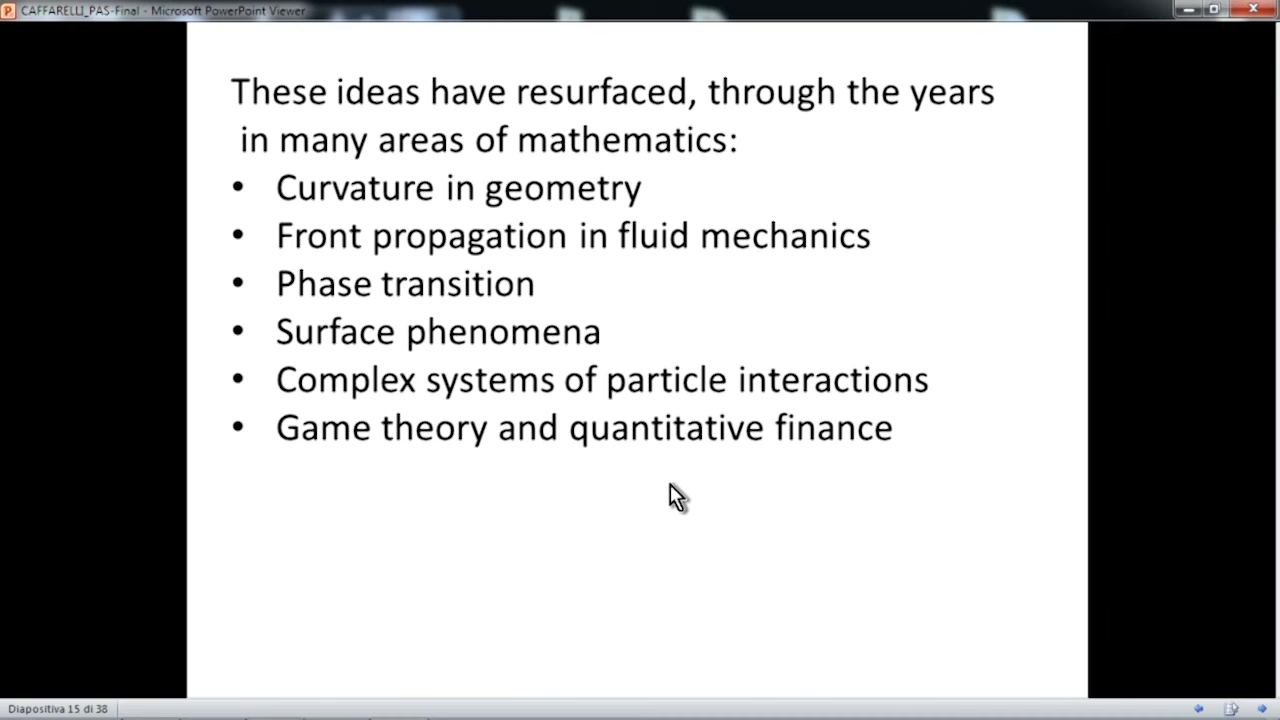 CAFFARELLI_PAS-Final - Microsoft PowerPoint Viewer
These ideas have resurfaced, through the years
in many areas of mathematics:
• Curvature in geometry
• Front propagation in fluid mechanics
• Phase transition
• Surface phenomena
• Complex systems of particle interactions
• Game theory and quantitative finance
Diapositiva 15 di 38